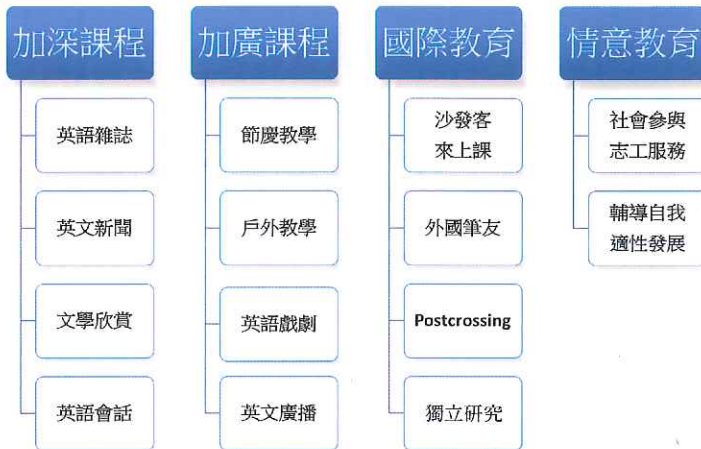 加深課程
英語雜誌
英文新聞
文學欣賞
英語會話
加廣課程
節慶教學
戶外教學
英語戲劇
英文廣播
國際教育
沙發客
來上課
外國筆友
Postcrossing
獨立研究
情意教育
社會參與
志工服務
輔導自我
適性發展